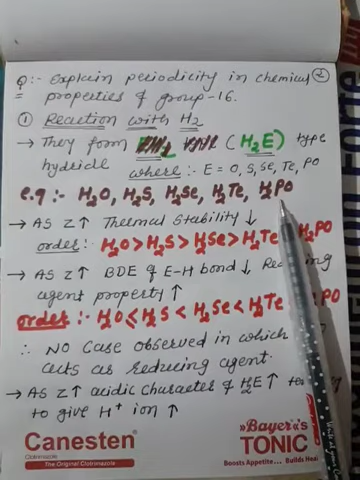 Q:- Explain periodicity in chemical ②
= properties of group-16.
① Reaction with H₂
→ They form (H₂E) type
hydride where :- E = O, S, Se, Te, PO
e.g :- H₂O, H₂S, H₂Se, H₂Te, H₂PO
→ AS Z↑ Thermal Stability ↓
order:- H₂O > H₂S > H₂Se > H₂Te > H₂PO
→ AS Z↑ BDE of E-H bond ↓
agent property ↑
order :- H₂O < H₂S < H₂Se < H₂Te PO
∴ NO Case observed in which
acts as reducing agent.
→ AS Z↑ acidic character of H₂E ↑
to give H⁺ ion ↑
Canesten®
Clotrimazole
The Original Clotrimazole
»Bayer's
TONIC
Boosts Appetite... Builds